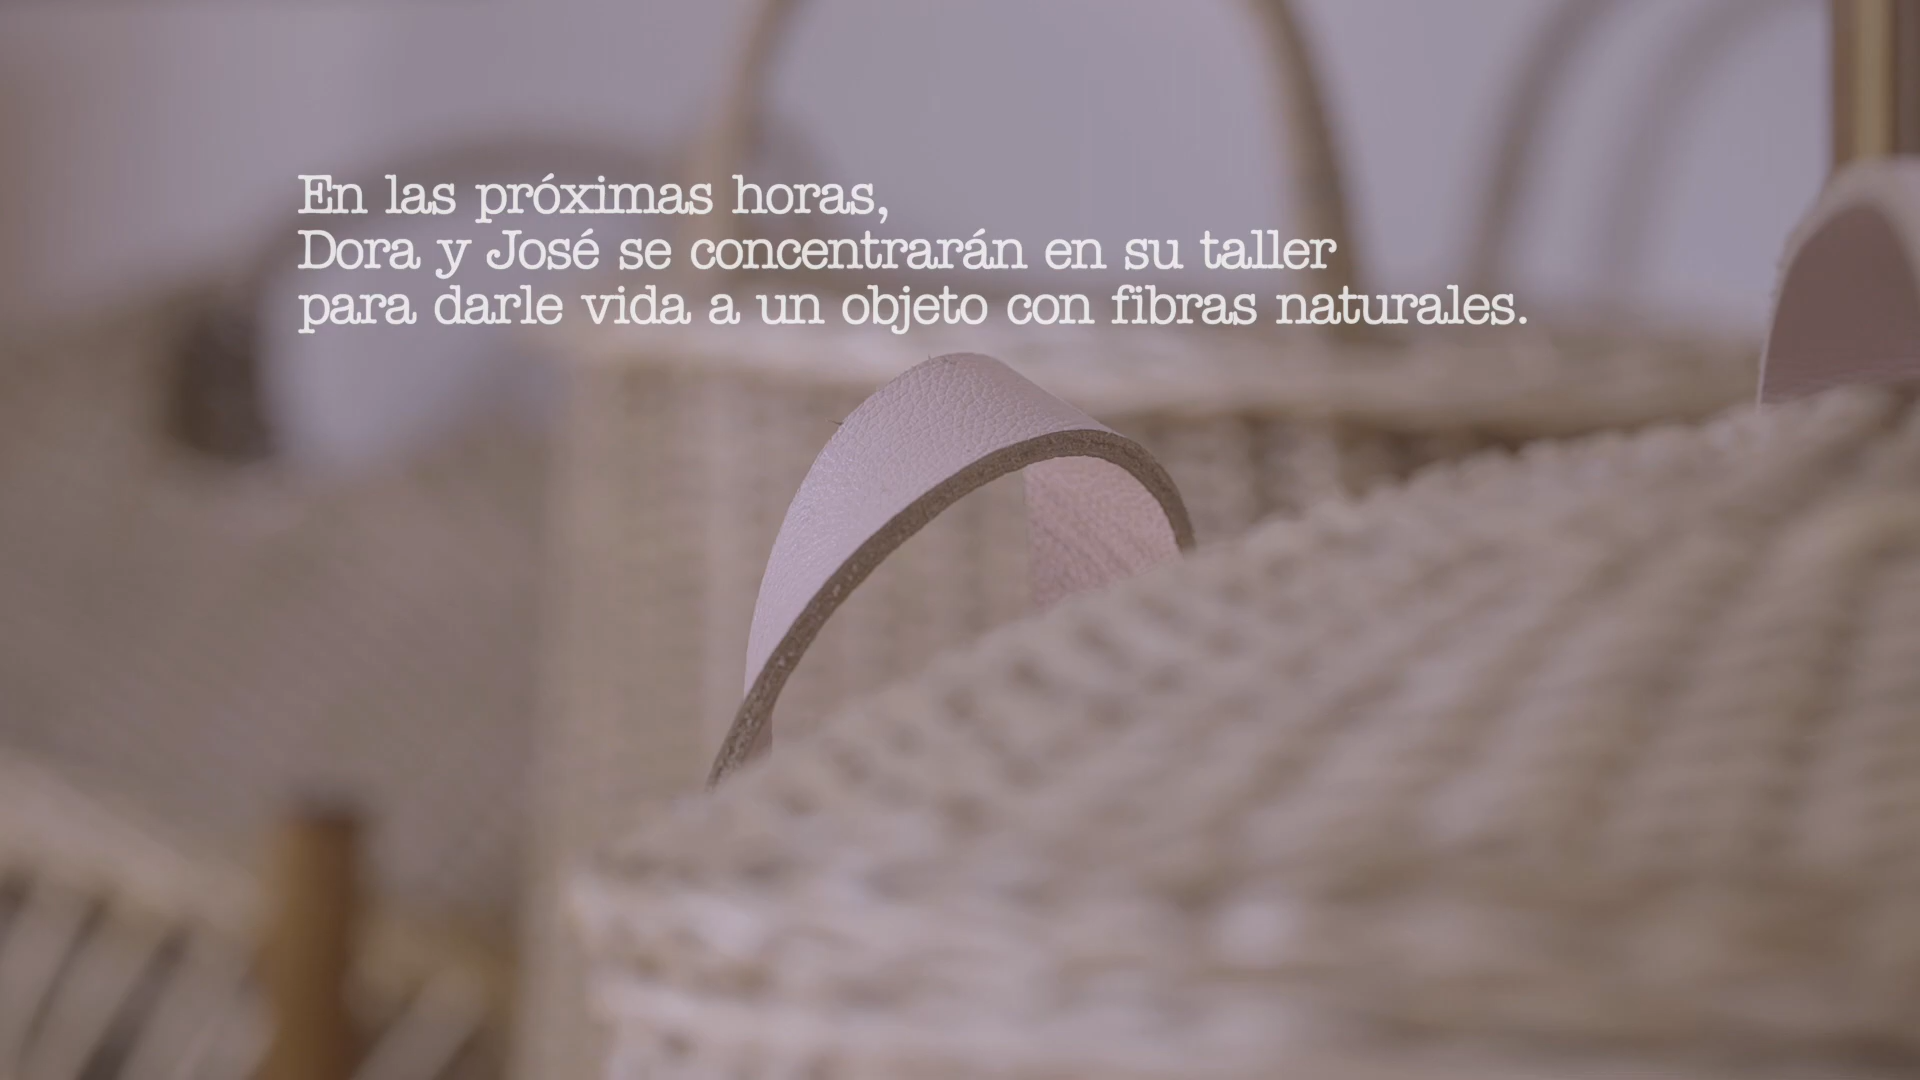 En las próximas horas,
Dora y José se concentrarán en su taller
para darle vida a un objeto con fibras naturales.